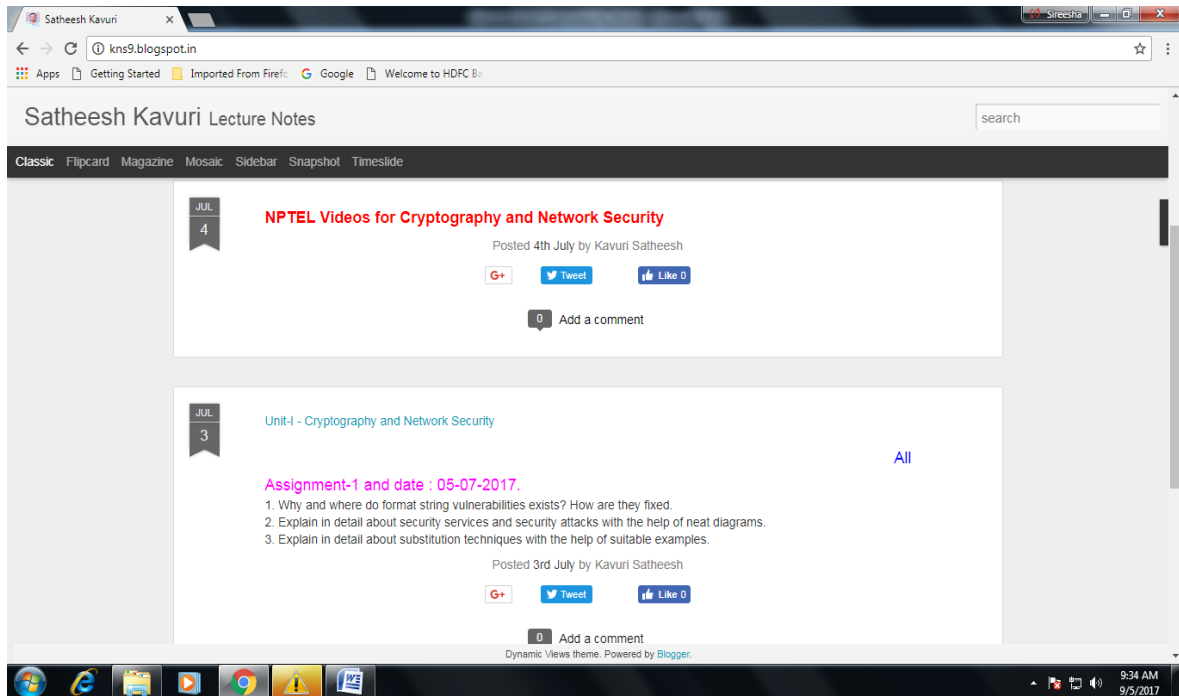 Satheesh Kavuri
Sireesha
kns9.blogspot.in
Apps Getting Started Imported From Firefo Google Welcome to HDFC Ba
Satheesh Kavuri Lecture Notes
search
Classic Flipcard Magazine Mosaic Sidebar Snapshot Timeslide
JUL
4
NPTEL Videos for Cryptography and Network Security
Posted 4th July by Kavuri Satheesh
G+ Tweet Like 0
0 Add a comment
JUL
3
Unit-I - Cryptography and Network Security
All
Assignment-1 and date : 05-07-2017.
1. Why and where do format string vulnerabilities exists? How are they fixed.
2. Explain in detail about security services and security attacks with the help of neat diagrams.
3. Explain in detail about substitution techniques with the help of suitable examples.
Posted 3rd July by Kavuri Satheesh
G+ Tweet Like 0
0 Add a comment
Dynamic Views theme. Powered by Blogger.
9:34 AM
9/5/2017